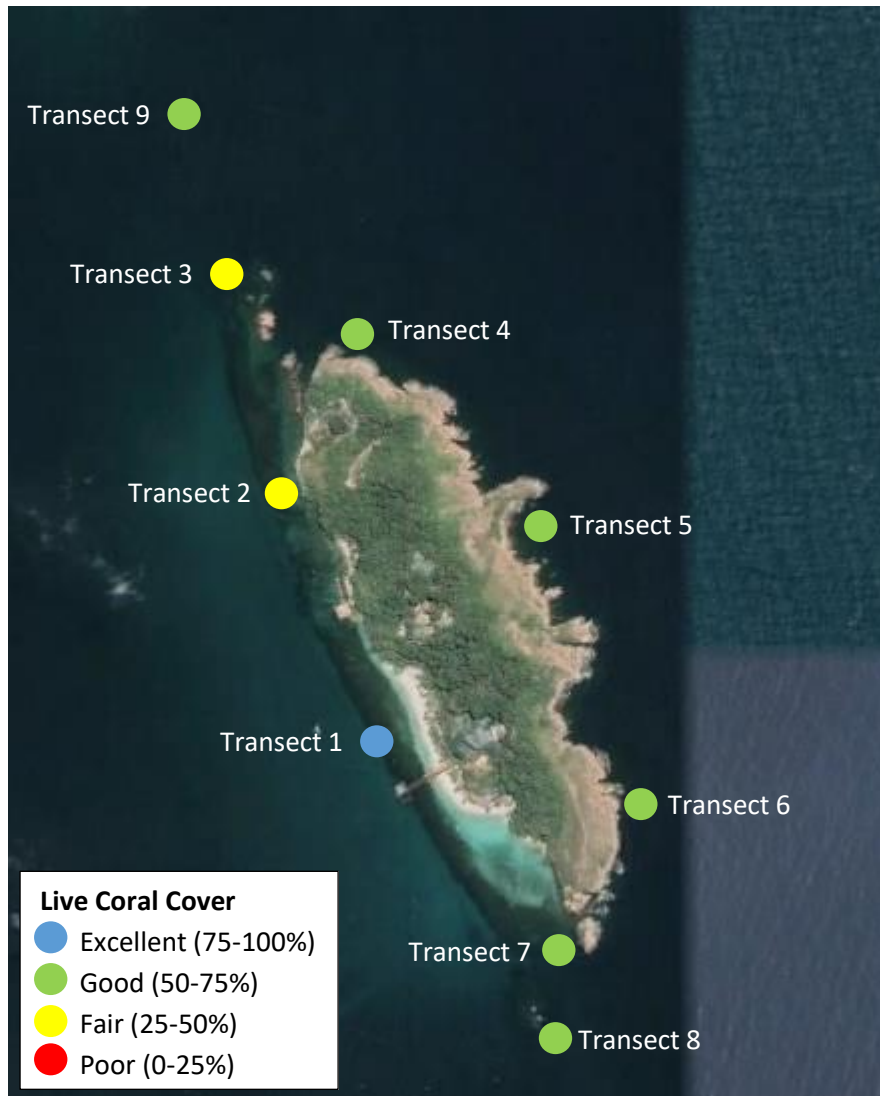 Transect 9
Transect 3
Transect 4
Transect 2
Transect 5
Transect 1
Transect 6
Transect 7
Transect 8
Live Coral Cover
Excellent (75-100%)
Good (50-75%)
Fair (25-50%)
Poor (0-25%)